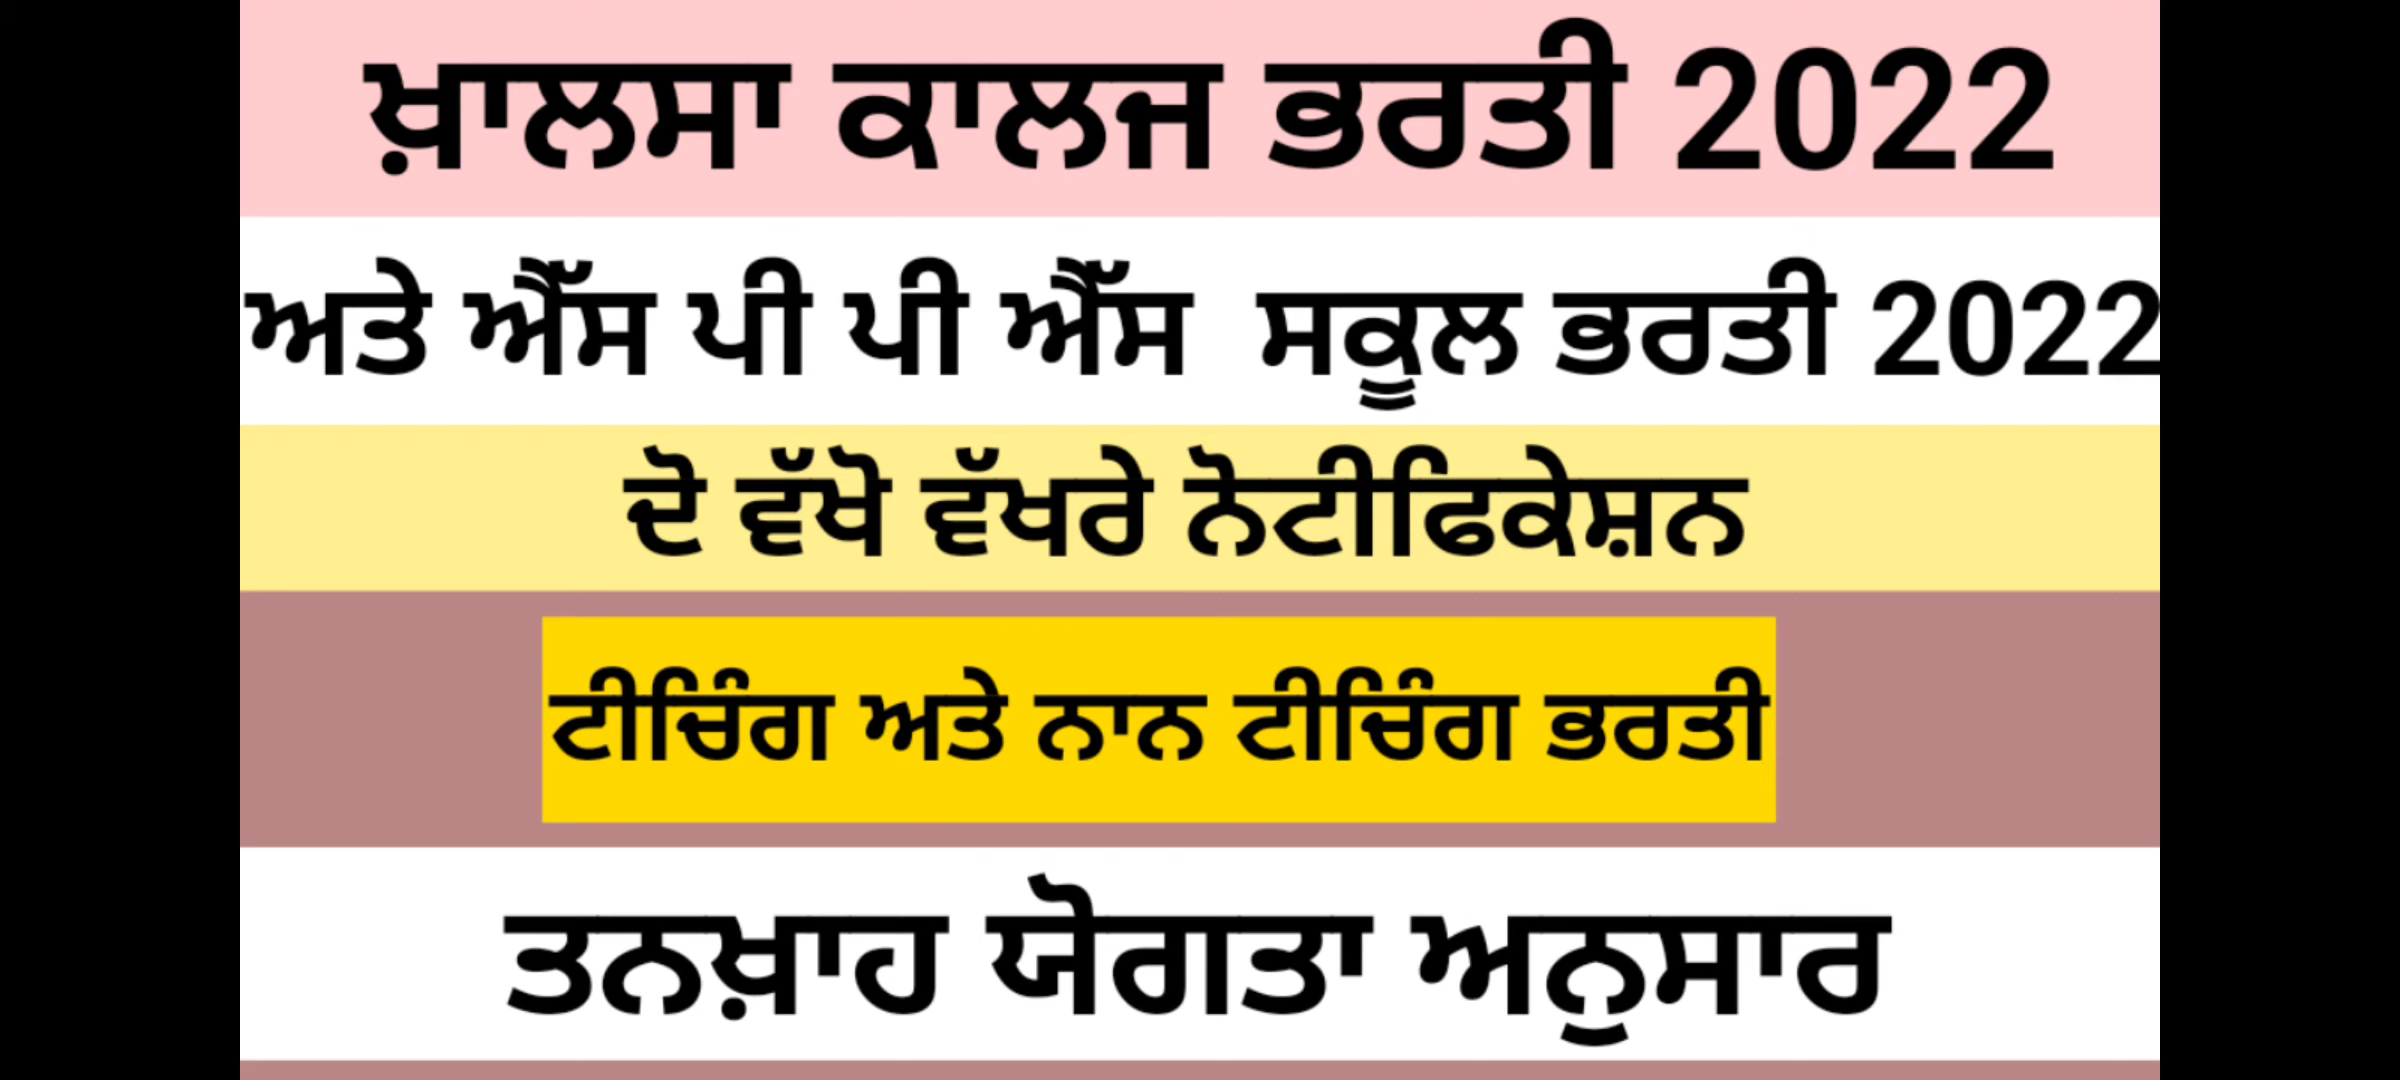 ਖ਼ਾਲਸਾ ਕਾਲਜ ਭਰਤੀ 2022
ਅਤੇ ਐੱਸ ਪੀ ਪੀ ਐੱਸ ਸਕੂਲ ਭਰਤੀ 2022
ਦੋ ਵੱਖੋ ਵੱਖਰੇ ਨੋਟੀਫਿਕੇਸ਼ਨ
ਟੀਚਿੰਗ ਅਤੇ ਨਾਨ ਟੀਚਿੰਗ ਭਰਤੀ
ਤਨਖ਼ਾਹ ਯੋਗਤਾ ਅਨੁਸਾਰ